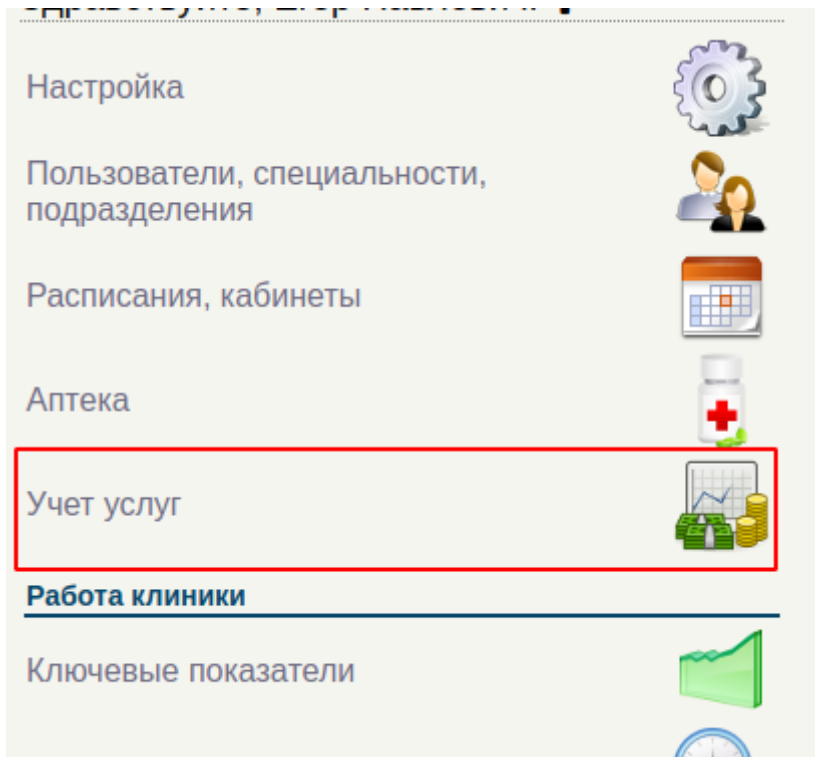 Настройка
Пользователи, специальности,
подразделения
Расписания, кабинеты
Аптека
Учет услуг
Работа клиники
Ключевые показатели